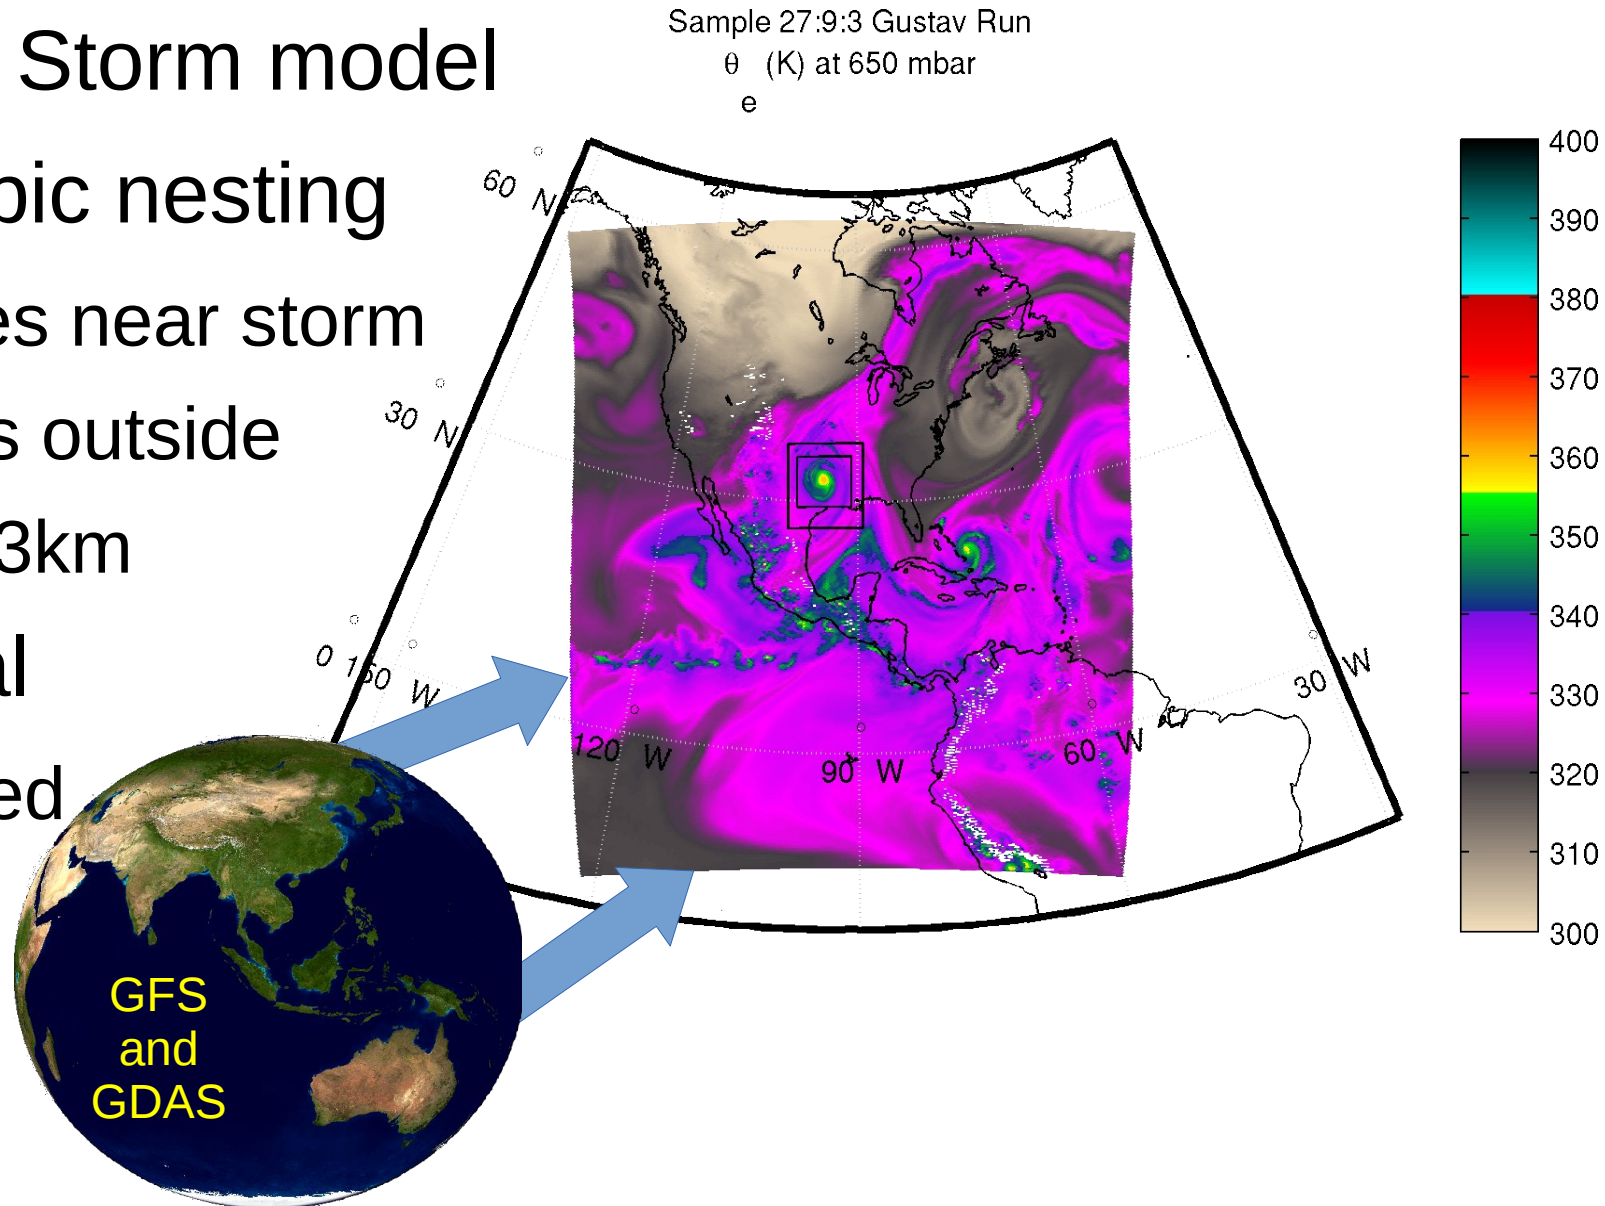 Storm model
pic nesting
es near storm
s outside
3km
al
ed
Sample 27:9:3 Gustav Run
θ (K) at 650 mbar
e
60 N
30 N
0
150 W
120 W
90 W
60 W
30 W
400
390
380
370
360
350
340
330
320
310
300
GFS
and
GDAS